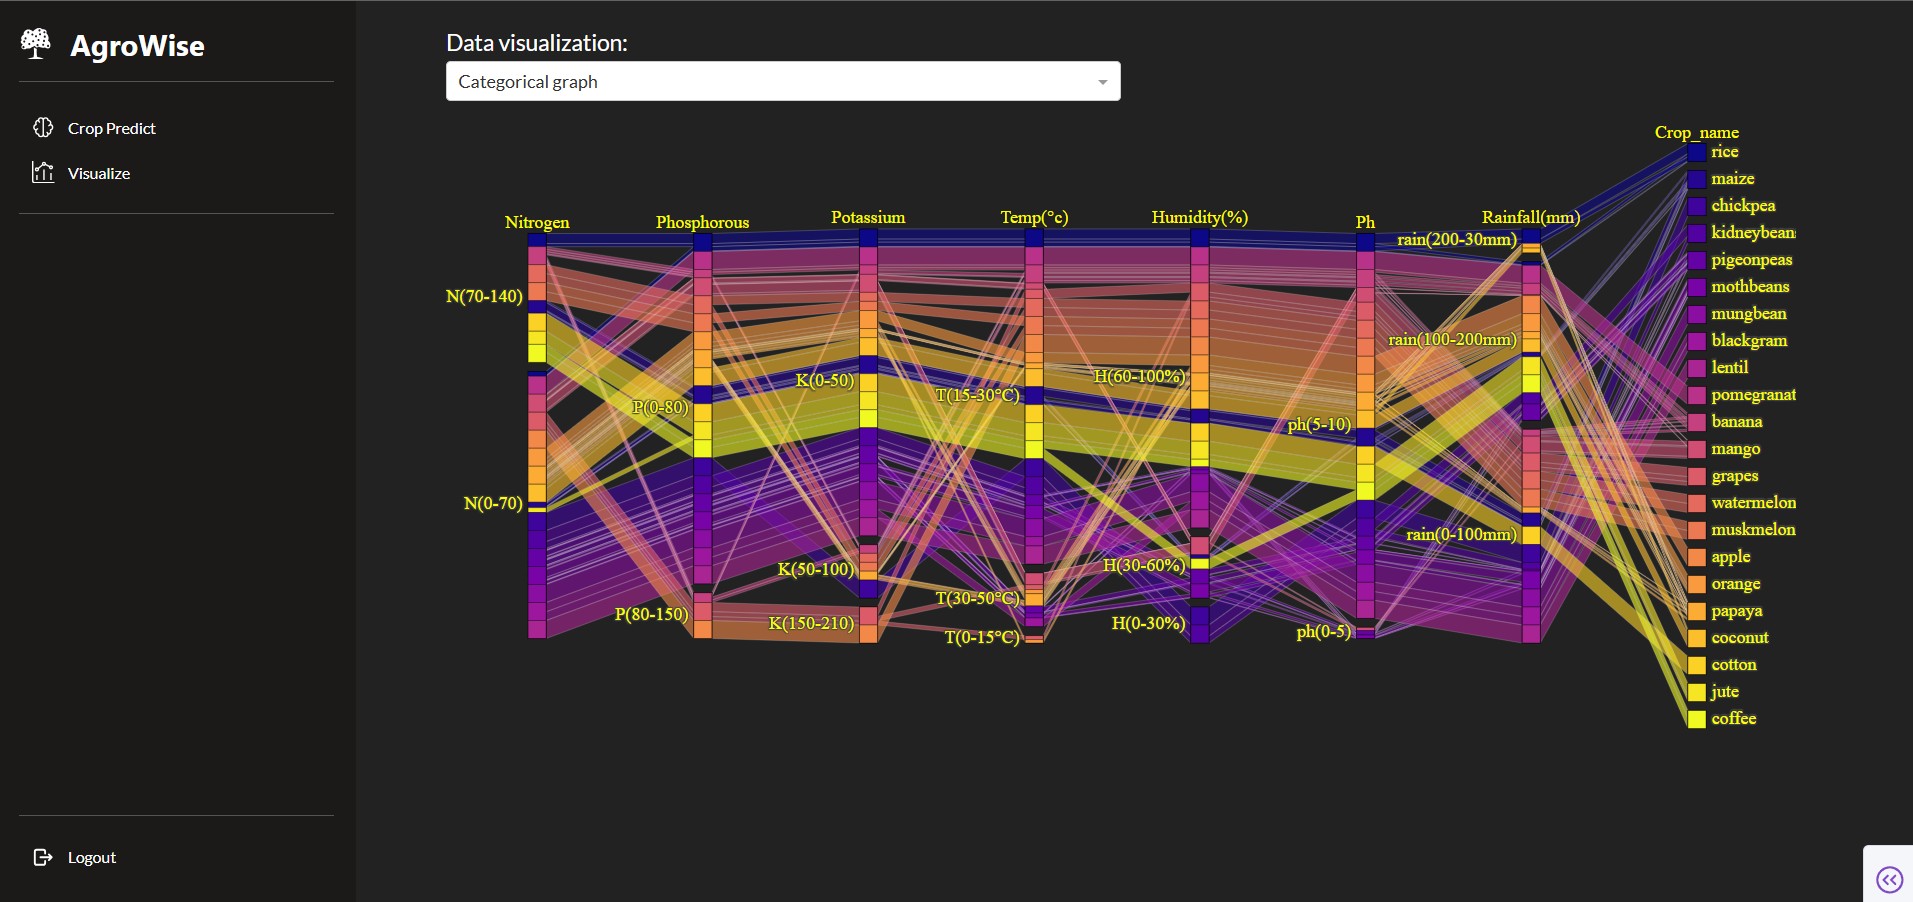 AgroWise
Crop Predict
Visualize
Logout
Data visualization:
Categorical graph
Nitrogen
N(70-140)
N(0-70)
Phosphorous
P(0-80)
P(80-150)
Potassium
K(0-50)
K(50-100)
K(150-210)
Temp(°c)
T(15-30°C)
T(30-50°C)
T(0-15°C)
Humidity(%)
H(60-100%)
H(30-60%)
H(0-30%)
Ph
ph(5-10)
ph(0-5)
Rainfall(mm)
rain(200-30mm)
rain(100-200mm)
rain(0-100mm)
Crop_name
rice
maize
chickpea
kidneybean
pigeonpeas
mothbeans
mungbean
blackgram
lentil
pomegranat
banana
mango
grapes
watermelon
muskmelon
apple
orange
papaya
coconut
cotton
jute
coffee